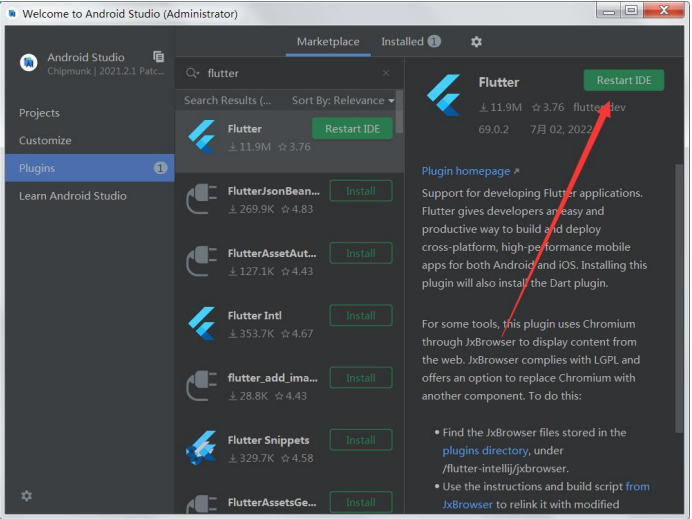 Welcome to Android Studio (Administrator)
Android Studio
Chipmunk | 2021.2.1 Patc...
Projects
Customize
Plugins
1
Learn Android Studio
Marketplace
Installed 1
flutter
Search Results (...
Sort By: Relevance
Flutter
Restart IDE
11.9M 3.76
FlutterJsonBean...
Install
269.9K 4.83
FlutterAssetAut...
Install
127.1K 4.43
Flutter Intl
Install
353.7K 4.67
flutter_add_ima...
Install
28.8K 4.43
Flutter Snippets
Install
329.7K 4.58
FlutterAssetsGe...
Install
Flutter
Restart IDE
11.9M 3.76 flutter.dev
69.0.2 7月 02, 2022
Plugin homepage
Support for developing Flutter applications.
Flutter gives developers an easy and
productive way to build and deploy
cross-platform, high-performance mobile
apps for both Android and iOS. Installing this
plugin will also install the Dart plugin.
For some tools, this plugin uses Chromium
through JxBrowser to display content from
the web. JxBrowser complies with LGPL and
offers an option to replace Chromium with
another component. To do this:
• Find the JxBrowser files stored in the
plugins directory, under
/flutter-intellij/jxbrowser.
• Use the instructions and build script from
JxBrowser to relink it with modified